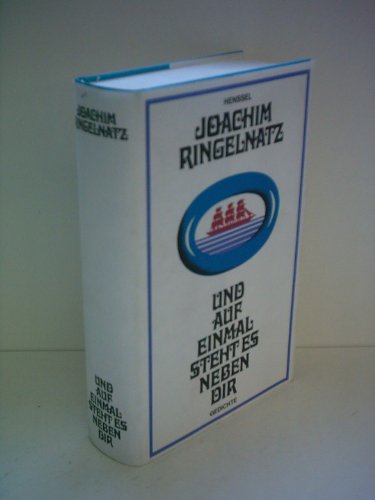 JOACHIM
RINGELNATZ
UND
AUF
EINMAL
STEHT ES
NEBEN
DIR
HENSSEL
JOACHIM
RINGELNATZ
UND
AUF
EINMAL
STEHT ES
NEBEN
DIR
GEDICHTE